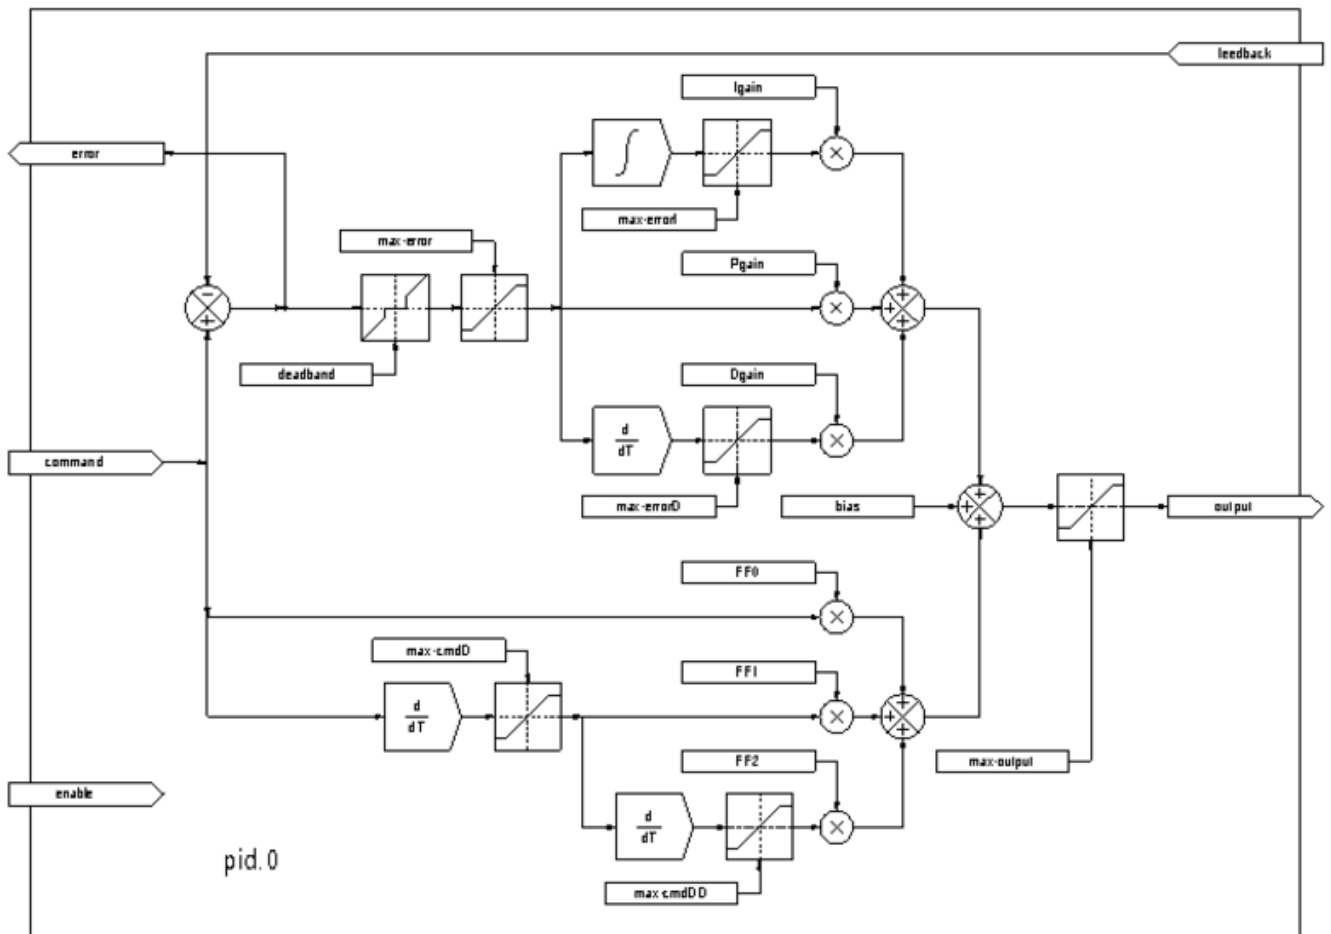 feedback
Igain
error
max-errorI
max-error
Pgain
deadband
Dgain
d
dT
command
max-errorD
bias
output
FF0
max-cmdD
FF1
d
dT
FF2
max-output
enable
d
dT
pid.0
max-cmdDD